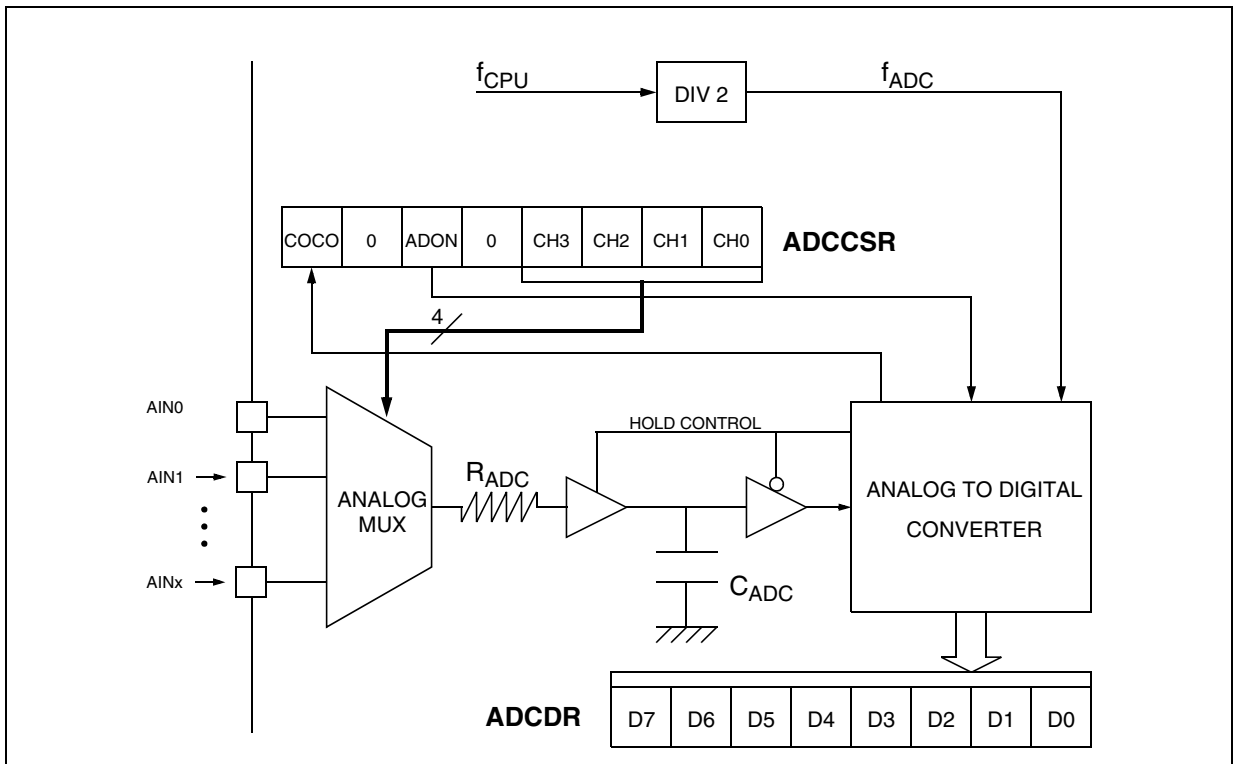 fCPU
DIV 2
fADC
COCO 0 ADON 0 CH3 CH2 CH1 CH0
ADCCSR
4
AIN0
HOLD CONTROL
AIN1
RADC
ANALOG
MUX
ANALOG TO DIGITAL
CONVERTER
AINx
CADC
ADCDR
D7 D6 D5 D4 D3 D2 D1 D0